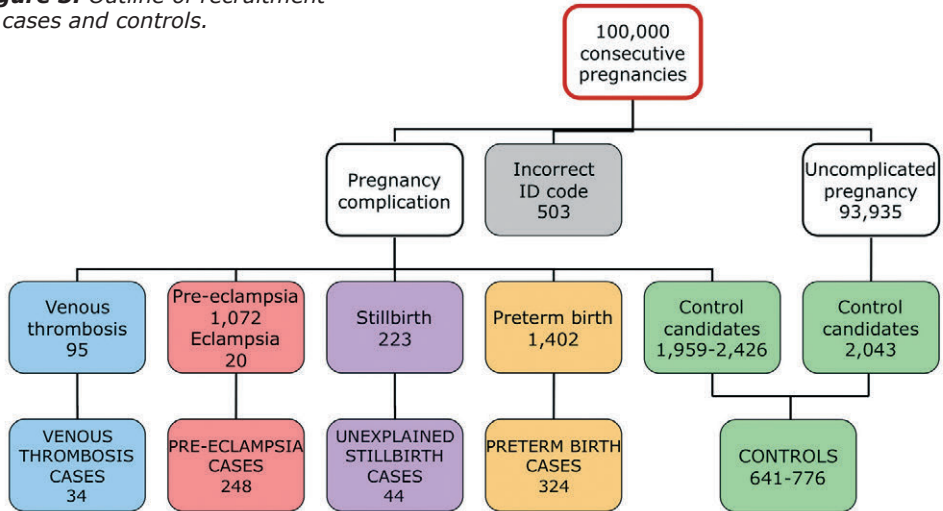 Outline of recruitment
cases and controls.
100,000
consecutive
pregnancies
Pregnancy
complication
Incorrect
ID code
503
Uncomplicated
pregnancy
93,935
Venous
thrombosis
95
Pre-eclampsia
1,072
Eclampsia
20
Stillbirth
223
Preterm birth
1,402
Control
candidates
1,959-2,426
Control
candidates
2,043
VENOUS
THROMBOSIS
CASES
34
PRE-ECLAMPSIA
CASES
248
UNEXPLAINED
STILLBIRTH
CASES
44
PRETERM BIRTH
CASES
324
CONTROLS
641-776